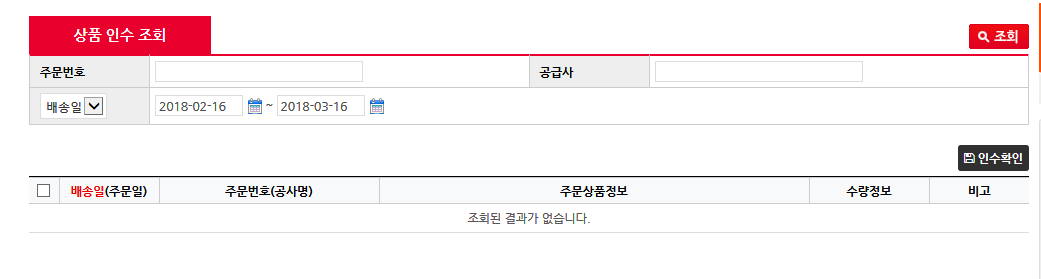 상품 인수 조회
조회
주문번호 공급사
배송일 2018-02-16 ~ 2018-03-16
인수확인
배송일(주문일) 주문번호(공사명) 주문상품정보 수량정보 비고
조회된 결과가 없습니다.